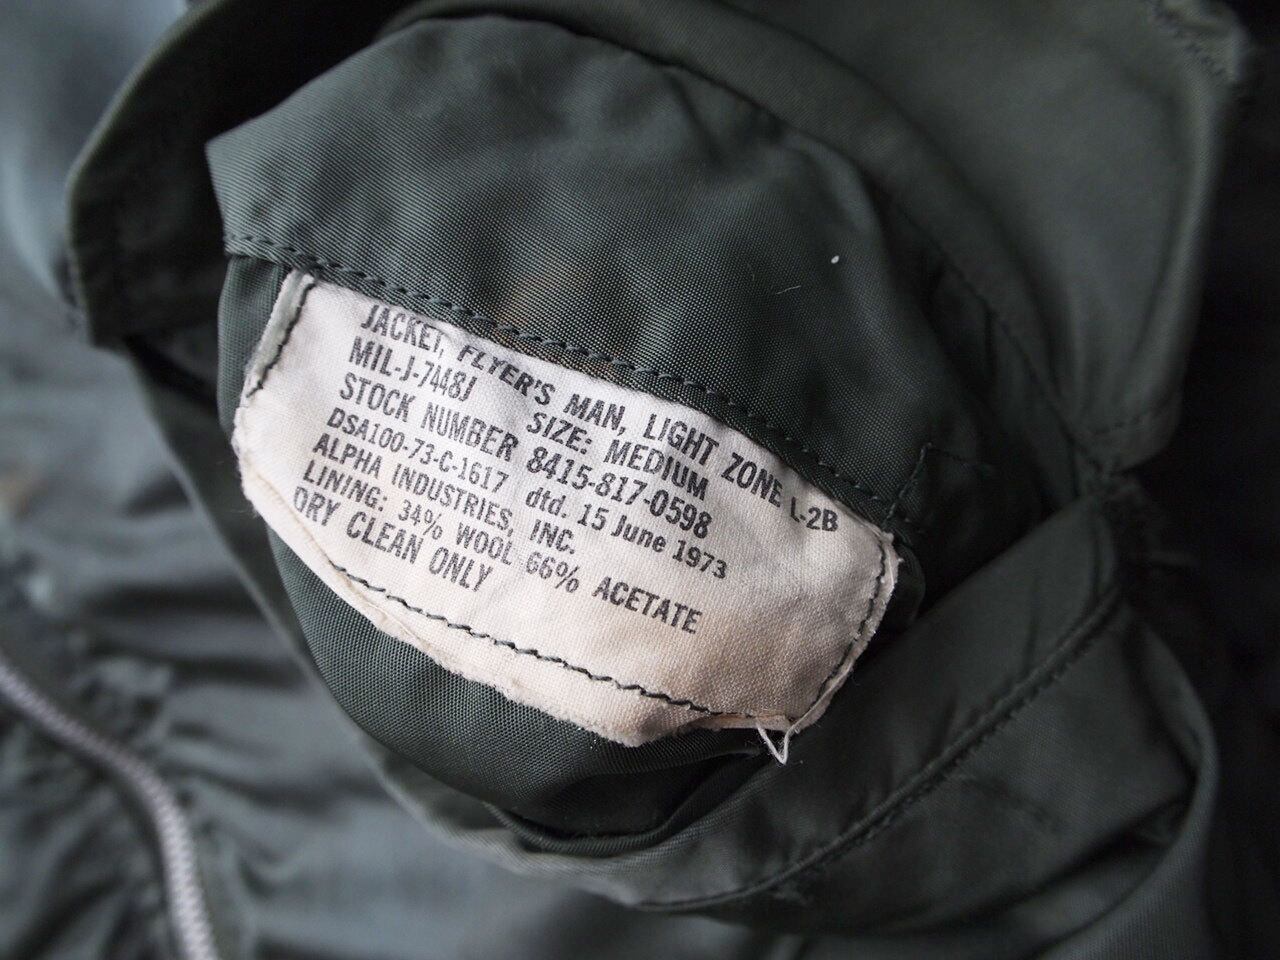 JACKET, FLYER'S MAN, LIGHT ZONE L-2B
MIL-J-7448J SIZE: MEDIUM
STOCK NUMBER 8415-817-0598
DSA100-73-C-1617 dtd. 15 June 1973
ALPHA INDUSTRIES, INC.
LINING: 34% WOOL 66% ACETATE
DRY CLEAN ONLY